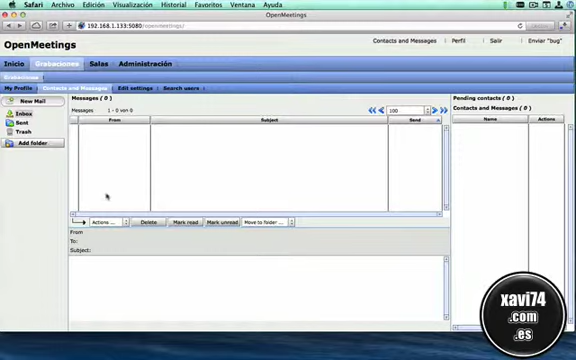 Safari Archivo Edición Visualización Historial Favoritos Ventana Ayuda
OpenMeetings
192.168.1.133:5080/openmeetings/
OpenMeetings
Contacts and Messages Perfil Salir Enviar "bug"
Inicio Grabaciones Salas Administración
Grabaciones
My Profile Contacts and Messages Edit settings Search users
New Mail
Inbox
Sent
Trash
Add folder
Messages ( 0 )
Messages 1 - 0 von 0 100
From Subject Send
Actions ... Delete Mark read Mark unread Move to folder ...
From
To:
Subject:
Pending contacts ( 0 )
Contacts and Messages ( 0 )
Name Actions
xavi74
.com
.es